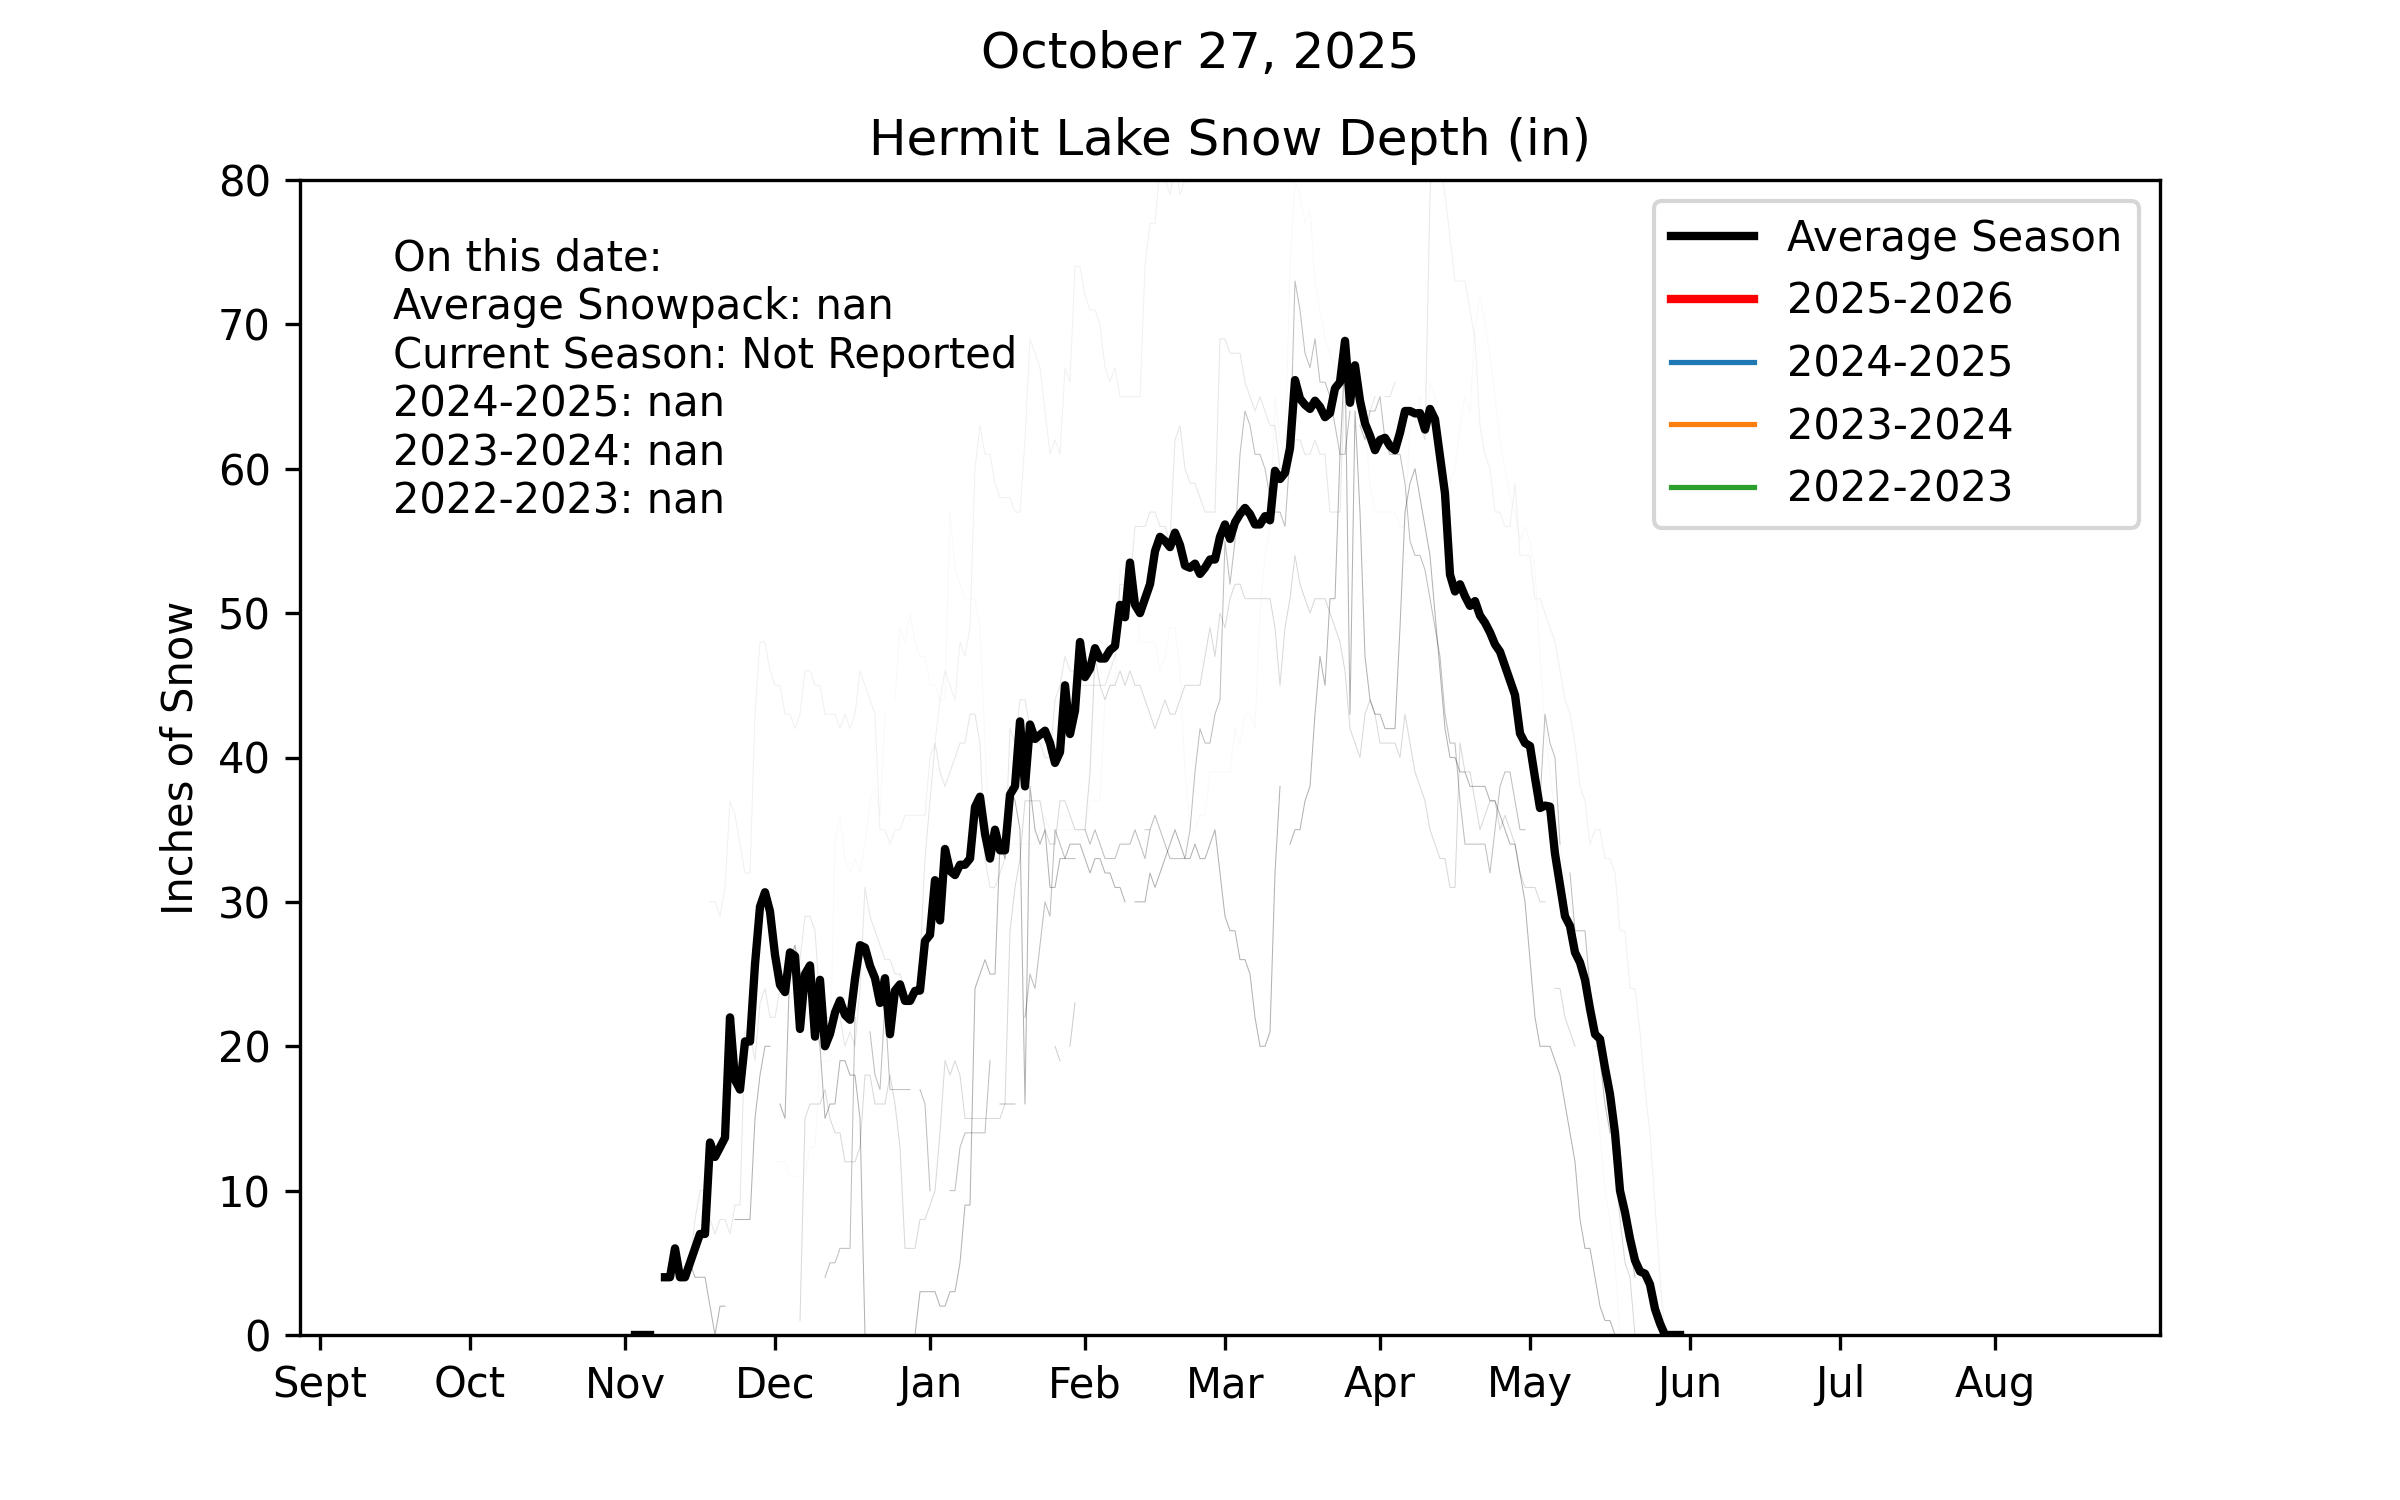 October 27, 2025
Hermit Lake Snow Depth (in)
On this date:
Average Snowpack: nan
Current Season: Not Reported
2024-2025: nan
2023-2024: nan
2022-2023: nan
Average Season
2025-2026
2024-2025
2023-2024
2022-2023
Inches of Snow
80
70
60
50
40
30
20
10
0
Sept Oct Nov Dec Jan Feb Mar Apr May Jun Jul Aug